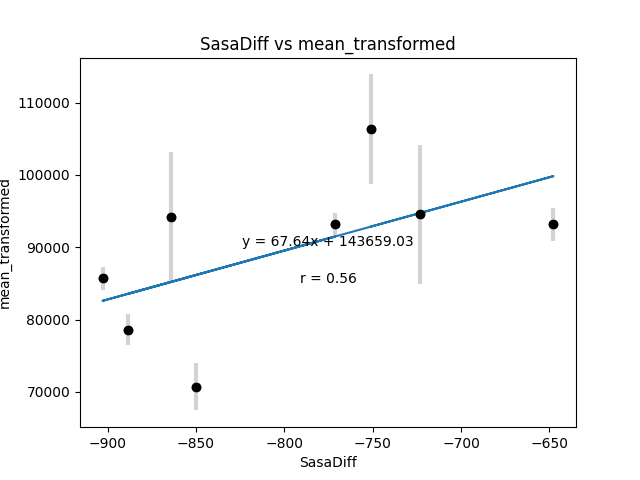 SasaDiff vs mean_transformed
mean_transformed
110000
100000
90000
80000
70000
y = 67.64x + 143659.03
r = 0.56
−900
−850
−800
−750
−700
−650
SasaDiff